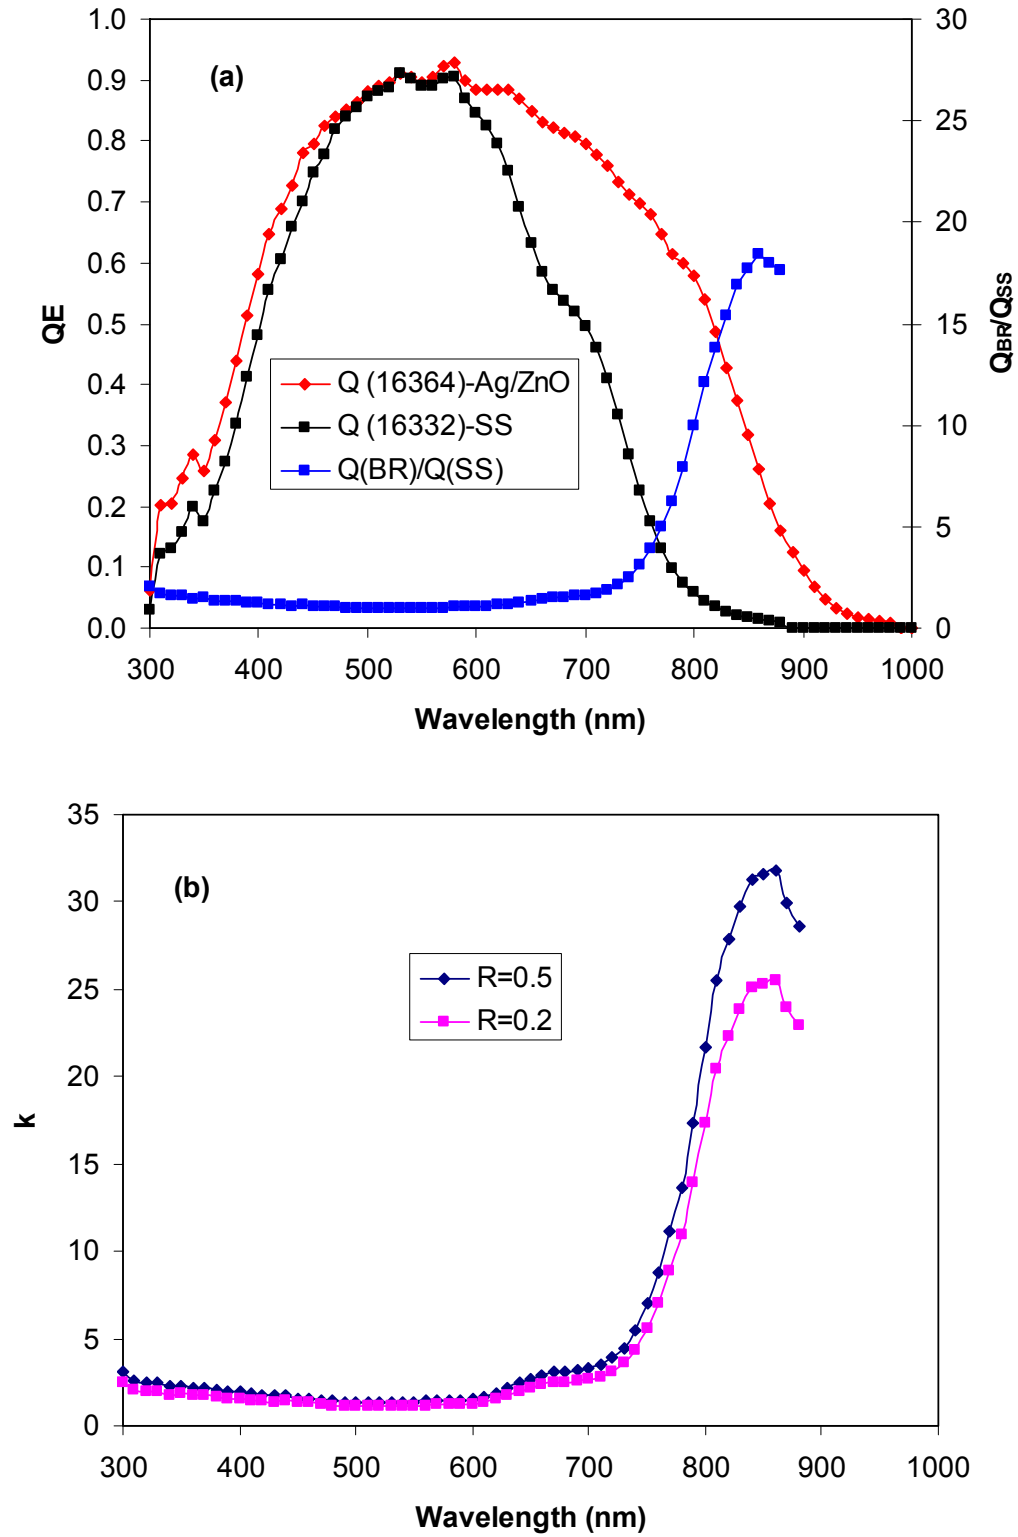 (a)
1.0
0.9
0.8
0.7
0.6
0.5
0.4
0.3
0.2
0.1
0.0
QE
30
25
20
15
10
5
0
QBR/QSS
Q (16364)-Ag/ZnO
Q (16332)-SS
Q(BR)/Q(SS)
300 400 500 600 700 800 900 1000
Wavelength (nm)
(b)
35
30
25
20
15
10
5
0
k
R=0.5
R=0.2
300 400 500 600 700 800 900 1000
Wavelength (nm)